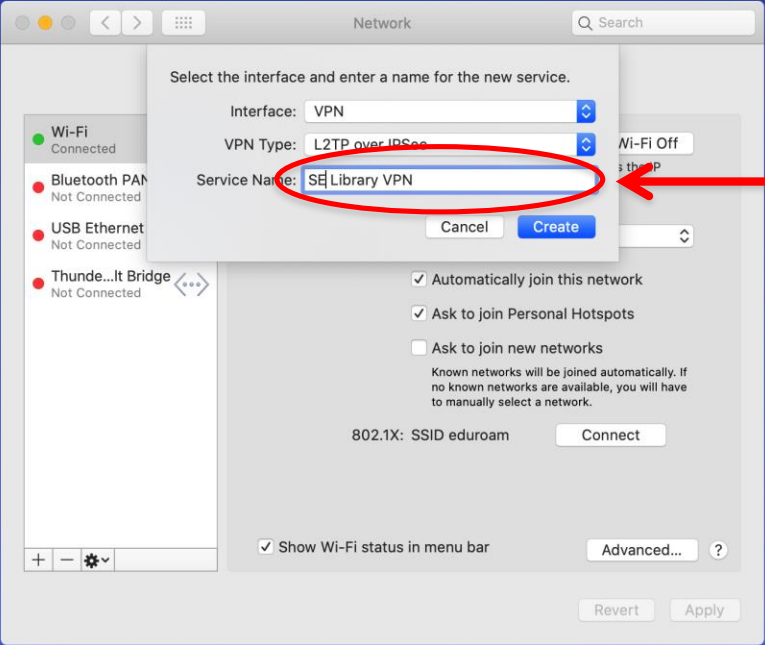 Network
Search
Select the interface and enter a name for the new service.
Interface: VPN
VPN Type: L2TP over IPSec
Service Name: SE Library VPN
Cancel
Create
Wi-Fi
Connected
Bluetooth PAN
Not Connected
USB Ethernet
Not Connected
Thunde...lt Bridge
Not Connected
Wi-Fi Off
s the IP
Automatically join this network
Ask to join Personal Hotspots
Ask to join new networks
Known networks will be joined automatically. If
no known networks are available, you will have
to manually select a network.
802.1X: SSID eduroam
Connect
Show Wi-Fi status in menu bar
Advanced...
?
Revert
Apply